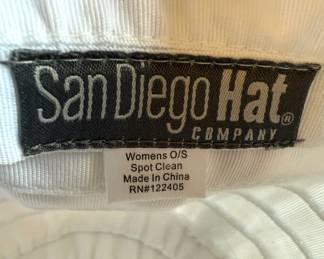 San Diego Hat®
COMPANY
Womens O/S
Spot Clean
Made In China
RN#122405